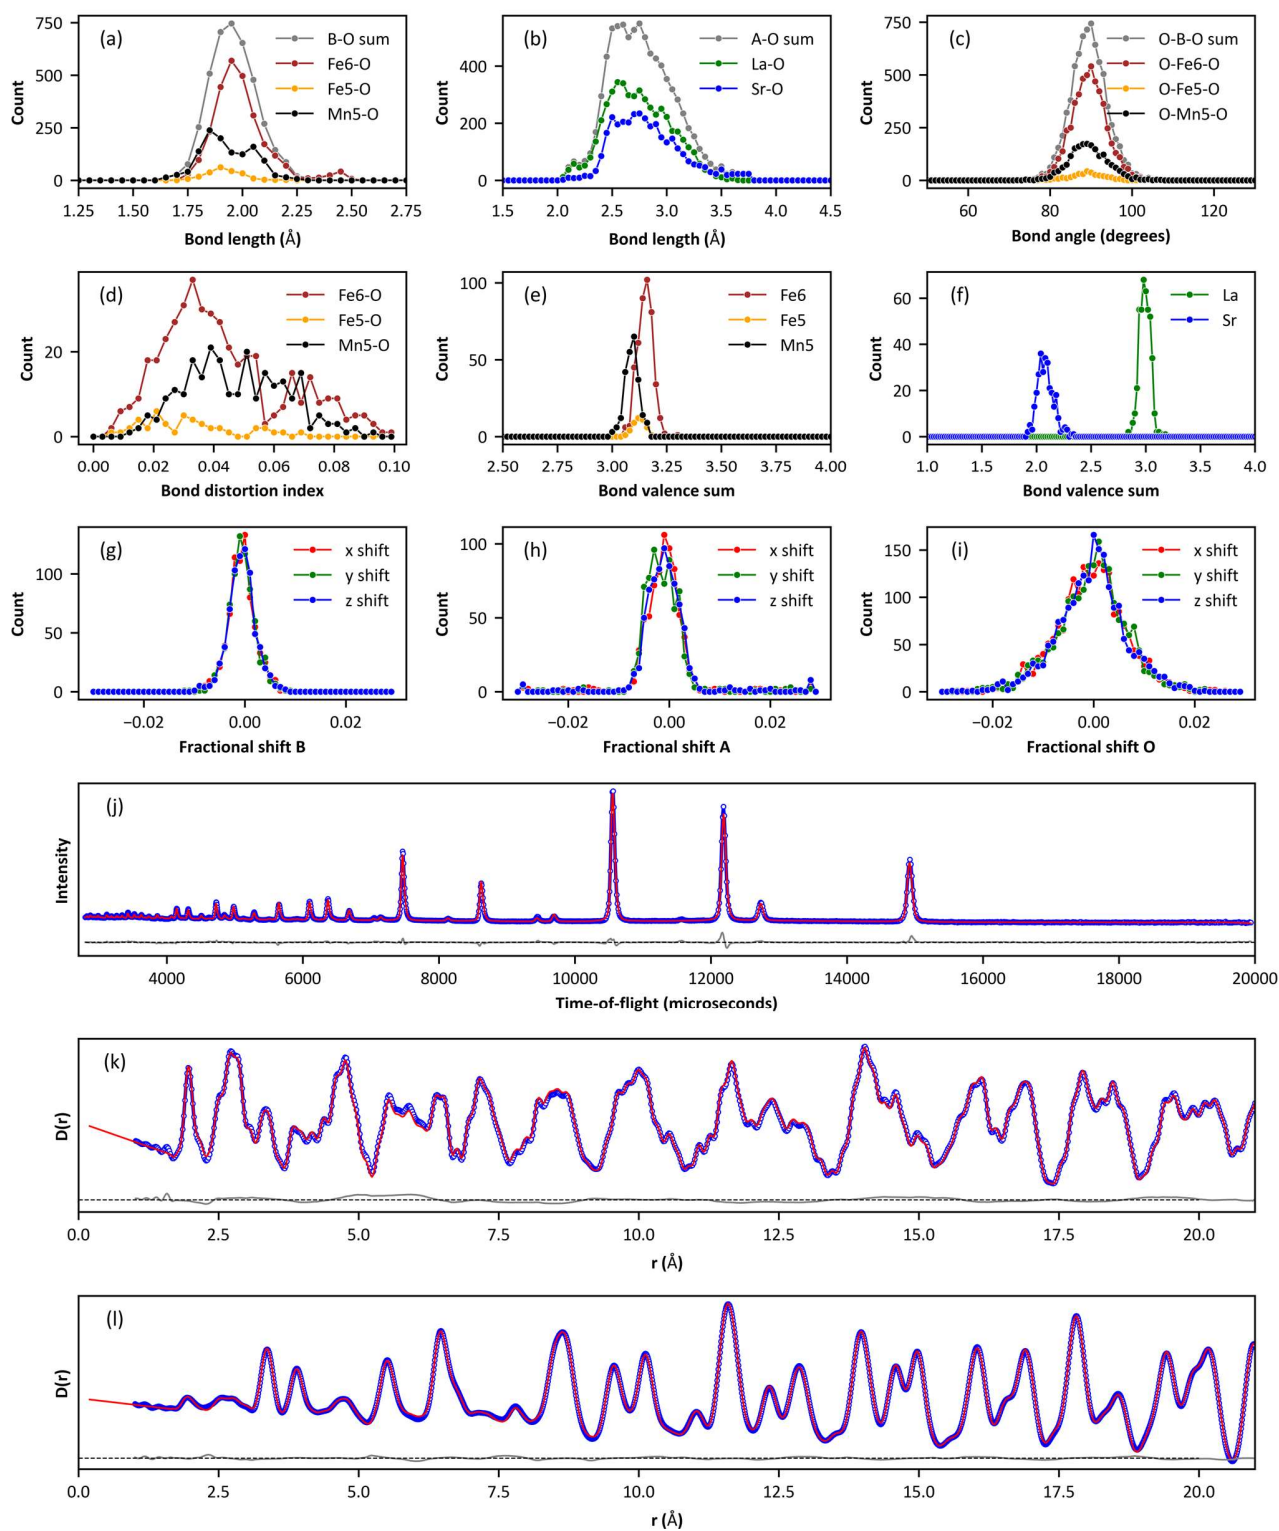 (a)
B-O sum
Fe6-O
Fe5-O
Mn5-O
750
500
250
0
Count
1.25 1.50 1.75 2.00 2.25 2.50 2.75
Bond length (Å)
(b)
A-O sum
La-O
Sr-O
400
200
0
Count
1.5 2.0 2.5 3.0 3.5 4.0 4.5
Bond length (Å)
(c)
O-B-O sum
O-Fe6-O
O-Fe5-O
O-Mn5-O
750
500
250
0
Count
60 80 100 120
Bond angle (degrees)
(d)
Fe6-O
Fe5-O
Mn5-O
20
0
Count
0.00 0.02 0.04 0.06 0.08 0.10
Bond distortion index
(e)
Fe6
Fe5
Mn5
100
50
0
Count
2.50 2.75 3.00 3.25 3.50 3.75 4.00
Bond valence sum
(f)
La
Sr
60
40
20
0
Count
1.0 1.5 2.0 2.5 3.0 3.5 4.0
Bond valence sum
(g)
x shift
y shift
z shift
100
50
0
Count
−0.02 0.00 0.02
Fractional shift B
(h)
x shift
y shift
z shift
100
50
0
Count
−0.02 0.00 0.02
Fractional shift A
(i)
x shift
y shift
z shift
150
100
50
0
Count
−0.02 0.00 0.02
Fractional shift O
(j)
Intensity
4000 6000 8000 10000 12000 14000 16000 18000 20000
Time-of-flight (microseconds)
(k)
D(r)
0.0 2.5 5.0 7.5 10.0 12.5 15.0 17.5 20.0
r (Å)
(l)
D(r)
0.0 2.5 5.0 7.5 10.0 12.5 15.0 17.5 20.0
r (Å)